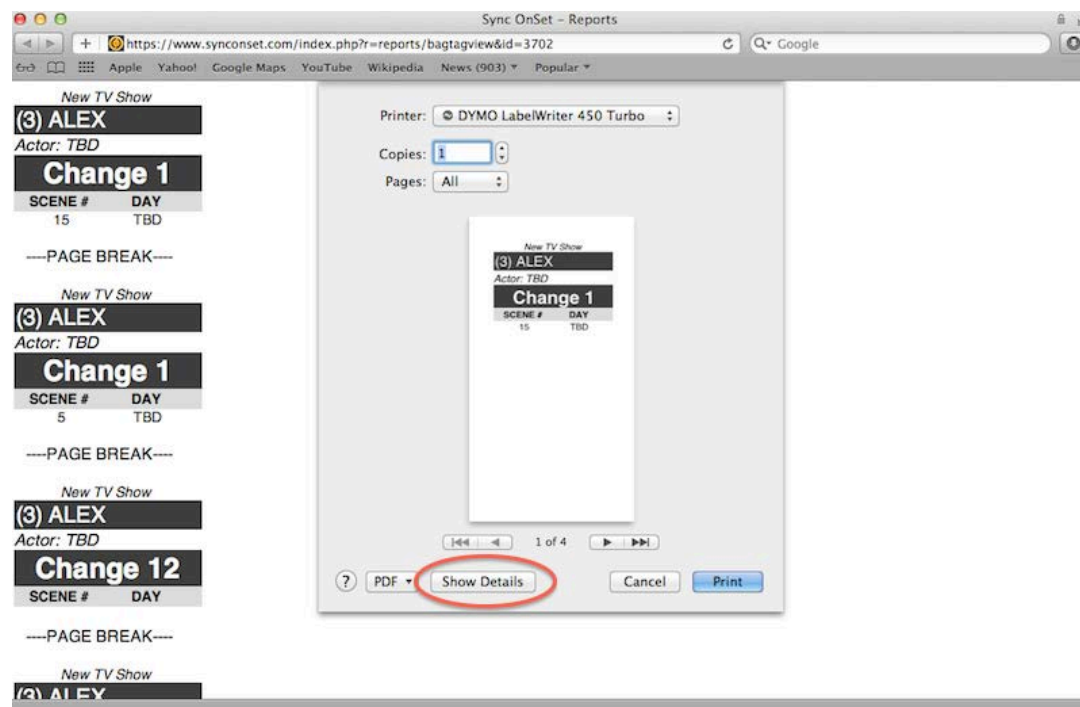 Sync OnSet – Reports
https://www.synconset.com/index.php?r=reports/bagtagview&id=3702
Google
Apple Yahoo! Google Maps YouTube Wikipedia News (903) Popular
New TV Show
(3) ALEX
Actor: TBD
Change 1
SCENE # DAY
15 TBD
----PAGE BREAK----
New TV Show
(3) ALEX
Actor: TBD
Change 1
SCENE # DAY
5 TBD
----PAGE BREAK----
New TV Show
(3) ALEX
Actor: TBD
Change 12
SCENE # DAY
----PAGE BREAK----
New TV Show
(3) ALEX
Printer: DYMO LabelWriter 450 Turbo
Copies: 1
Pages: All
New TV Show
(3) ALEX
Actor: TBD
Change 1
SCENE # DAY
15 TBD
1 of 4
? PDF Show Details Cancel Print